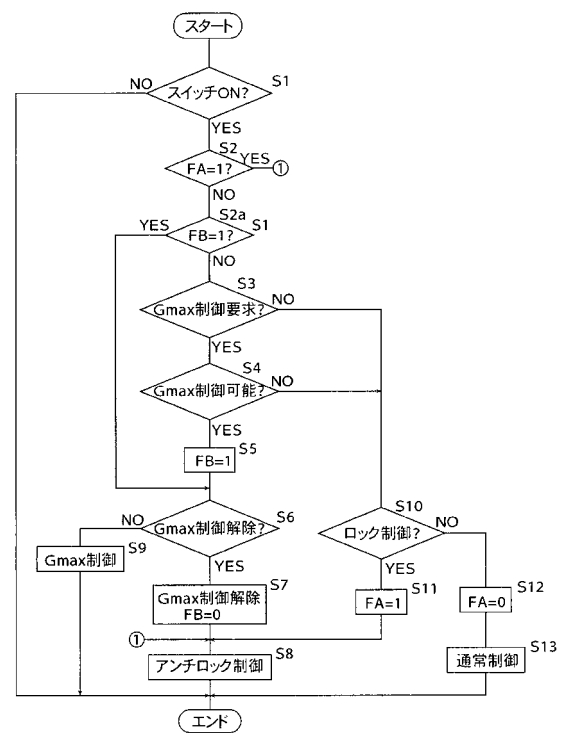 スタート
NO
スイッチON?
S1
YES
S2
FA=1?
YES
①
NO
S2a
YES
FB=1?
S1
NO
S3
Gmax制御要求?
NO
YES
S4
Gmax制御可能?
NO
YES
FB=1
S5
S6
NO
Gmax制御解除?
YES
S10
ロック制御?
NO
YES
Gmax制御
S9
S7
Gmax制御解除
FB=0
S11
FA=1
S12
FA=0
①
S8
アンチロック制御
S13
通常制御
エンド